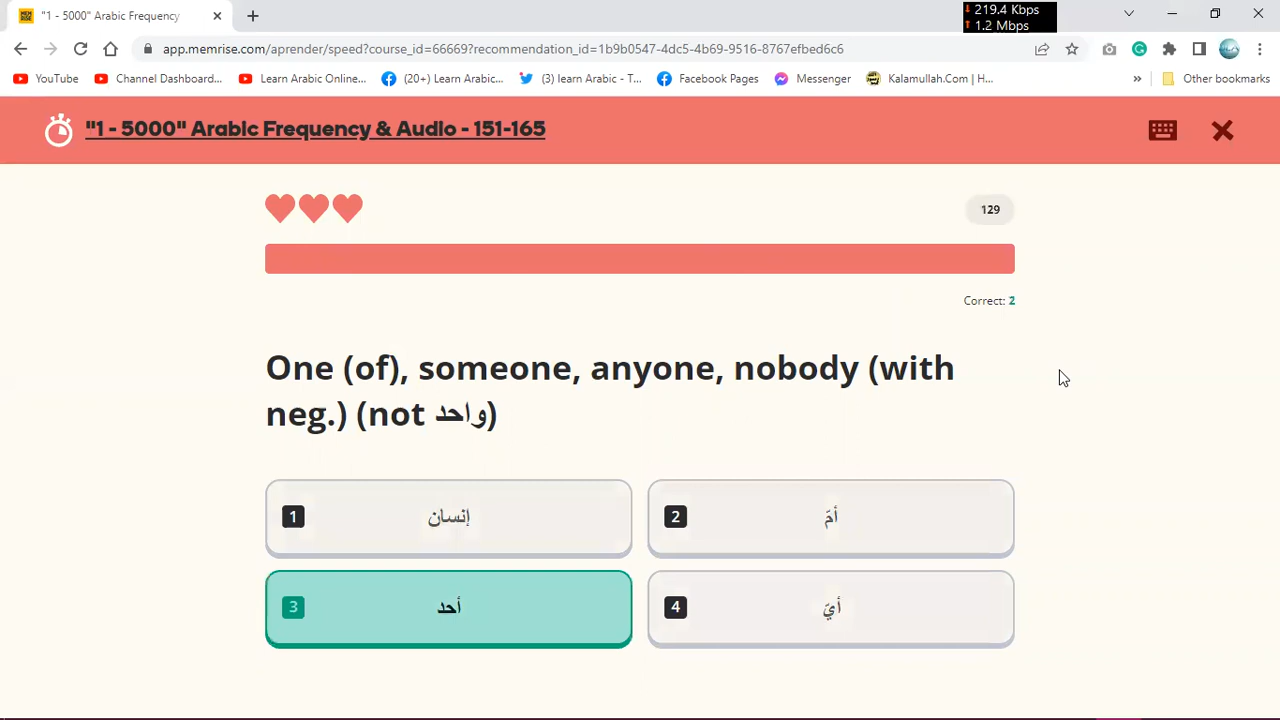 "1 - 5000" Arabic Frequency
219.4 Kbps
1.2 Mbps
app.memrise.com/aprender/speed?course_id=66669?recommendation_id=1b9b0547-4dc5-4b69-9516-8767efbed6c6
YouTube
Channel Dashboard...
Learn Arabic Online...
(20+) Learn Arabic...
(3) learn Arabic - T...
Facebook Pages
Messenger
Kalamullah.Com | H...
»
Other bookmarks
"1 - 5000" Arabic Frequency & Audio - 151-165
129
Correct: 2
One (of), someone, anyone, nobody (with
neg.) (not واحد)
1 إنسان
2 أمّ
3 أحد
4 أيّ